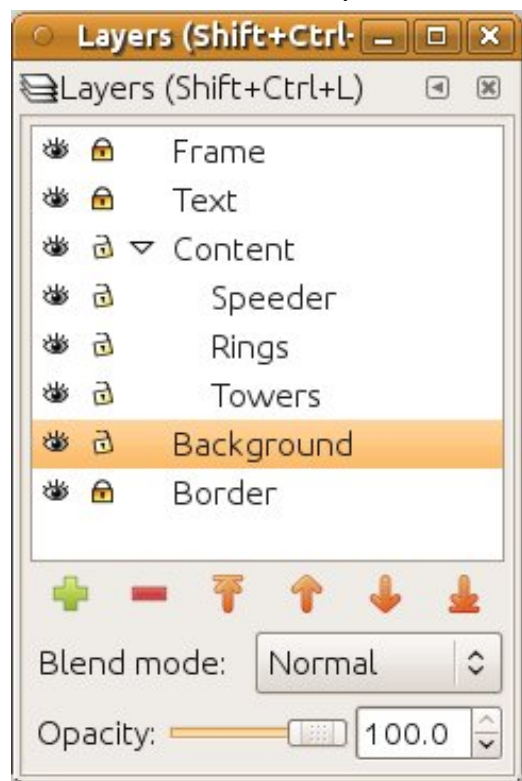 Layers (Shift+Ctrl-
Layers (Shift+Ctrl+L)
Frame
Text
Content
Speeder
Rings
Towers
Background
Border
Blend mode: Normal
Opacity: 100.0